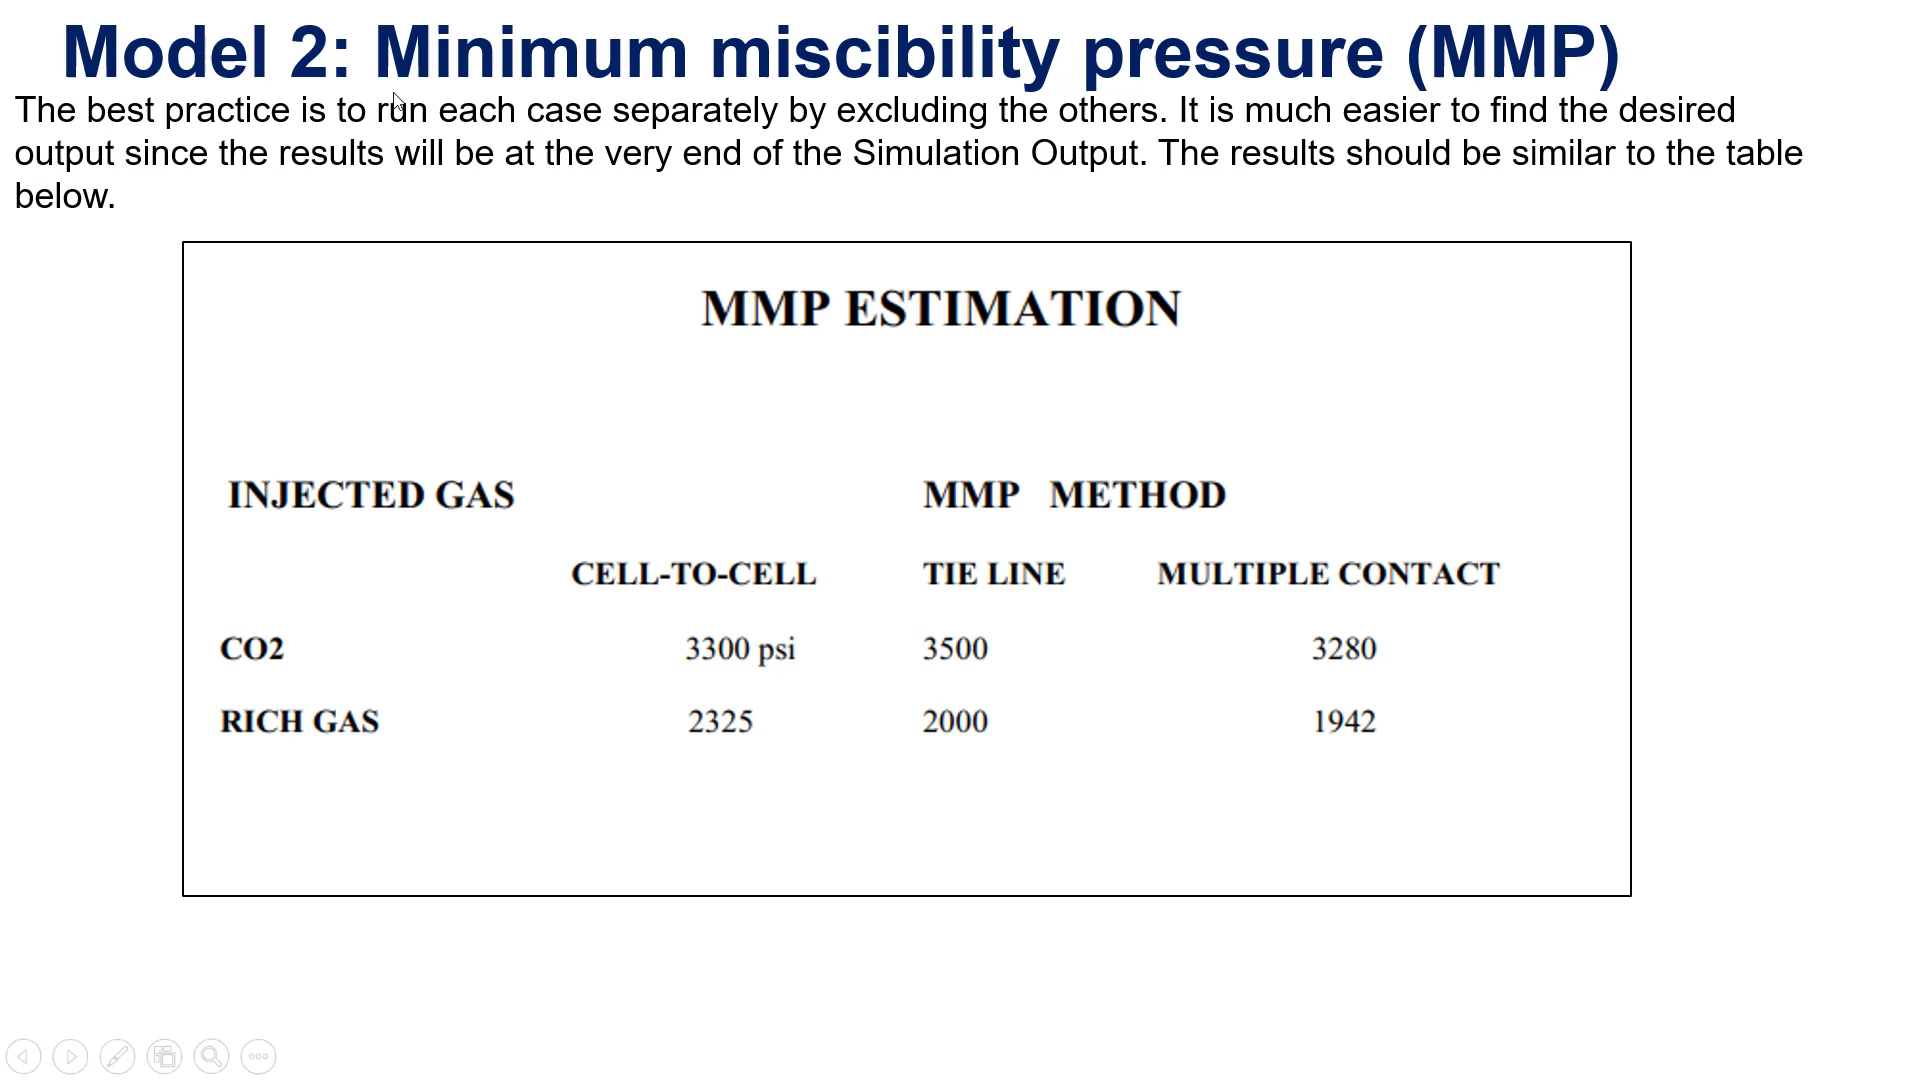 Model 2: Minimum miscibility pressure (MMP)
The best practice is to run each case separately by excluding the others. It is much easier to find the desired
output since the results will be at the very end of the Simulation Output. The results should be similar to the table
below.
MMP ESTIMATION
INJECTED GAS MMP METHOD
CELL-TO-CELL TIE LINE MULTIPLE CONTACT
CO2 3300 psi 3500 3280
RICH GAS 2325 2000 1942